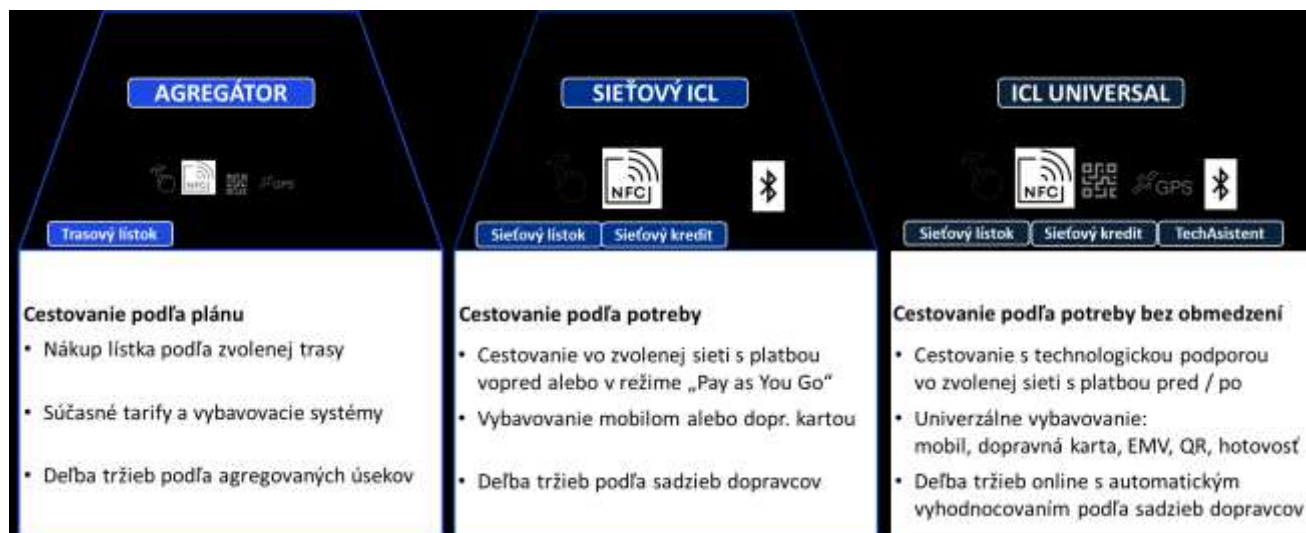 AGREGÁTOR
NFC
GPS
Trasový lístok
Cestovanie podľa plánu
• Nákup lístka podľa zvolenej trasy
• Súčasné tarify a vybavovacie systémy
• Deľba tržieb podľa agregovaných úsekov
SIEŤOVÝ ICL
NFC
Sieťový lístok
Sieťový kredit
Cestovanie podľa potreby
• Cestovanie vo zvolenej sieti s platbou
vopred alebo v režime „Pay as You Go“
• Vybavovanie mobilom alebo dopr. kartou
• Deľba tržieb podľa sadzieb dopravcov
ICL UNIVERSAL
NFC
GPS
Sieťový lístok
Sieťový kredit
TechAsistent
Cestovanie podľa potreby bez obmedzení
• Cestovanie s technologickou podporou
vo zvolenej sieti s platbou pred / po
• Univerzálne vybavovanie:
mobil, dopravná karta, EMV, QR, hotovosť
• Deľba tržieb online s automatickým
vyhodnocovaním podľa sadzieb dopravcov